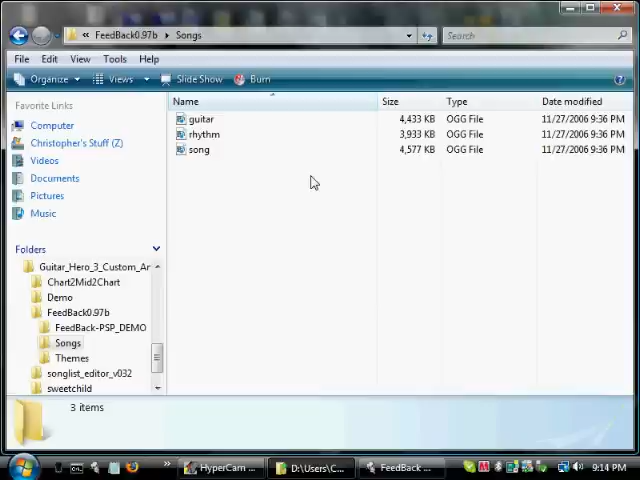 « FeedBack0.97b ▸ Songs
Search
File Edit View Tools Help
Organize Views Slide Show Burn
Favorite Links
Computer
Christopher's Stuff (Z)
Videos
Documents
Pictures
Music
Folders
Guitar_Hero_3_Custom_Ar
Chart2Mid2Chart
Demo
FeedBack0.97b
FeedBack-PSP_DEMO
Songs
Themes
songlist_editor_v032
sweetchild
Name Size Type Date modified
guitar 4,433 KB OGG File 11/27/2006 9:36 PM
rhythm 3,933 KB OGG File 11/27/2006 9:36 PM
song 4,577 KB OGG File 11/27/2006 9:36 PM
3 items
» HyperCam ... D:\Users\C... FeedBack ... 9:14 PM